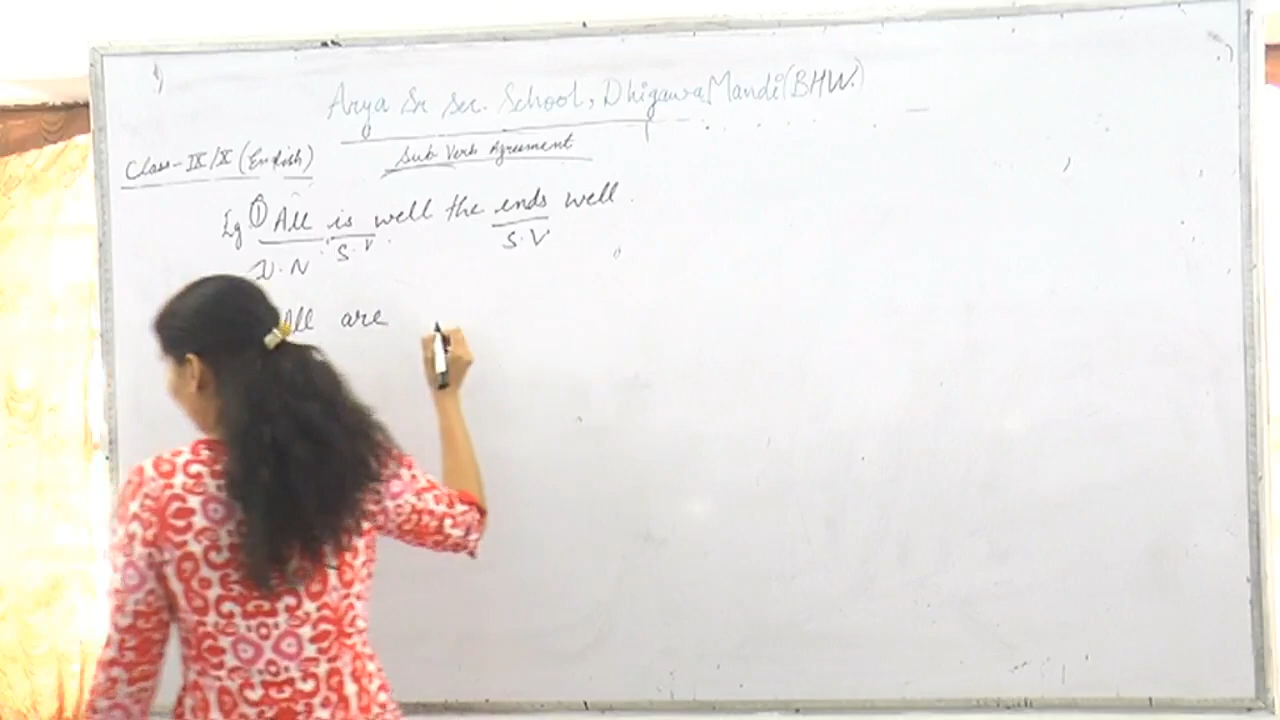 Arya Sr Sec. School, Dhigawa Mandi (BHW.)
Class-IX/X (English) Sub Verb Agreement
Eg ① All is well the ends well.
S.V S.V
U.N
All are